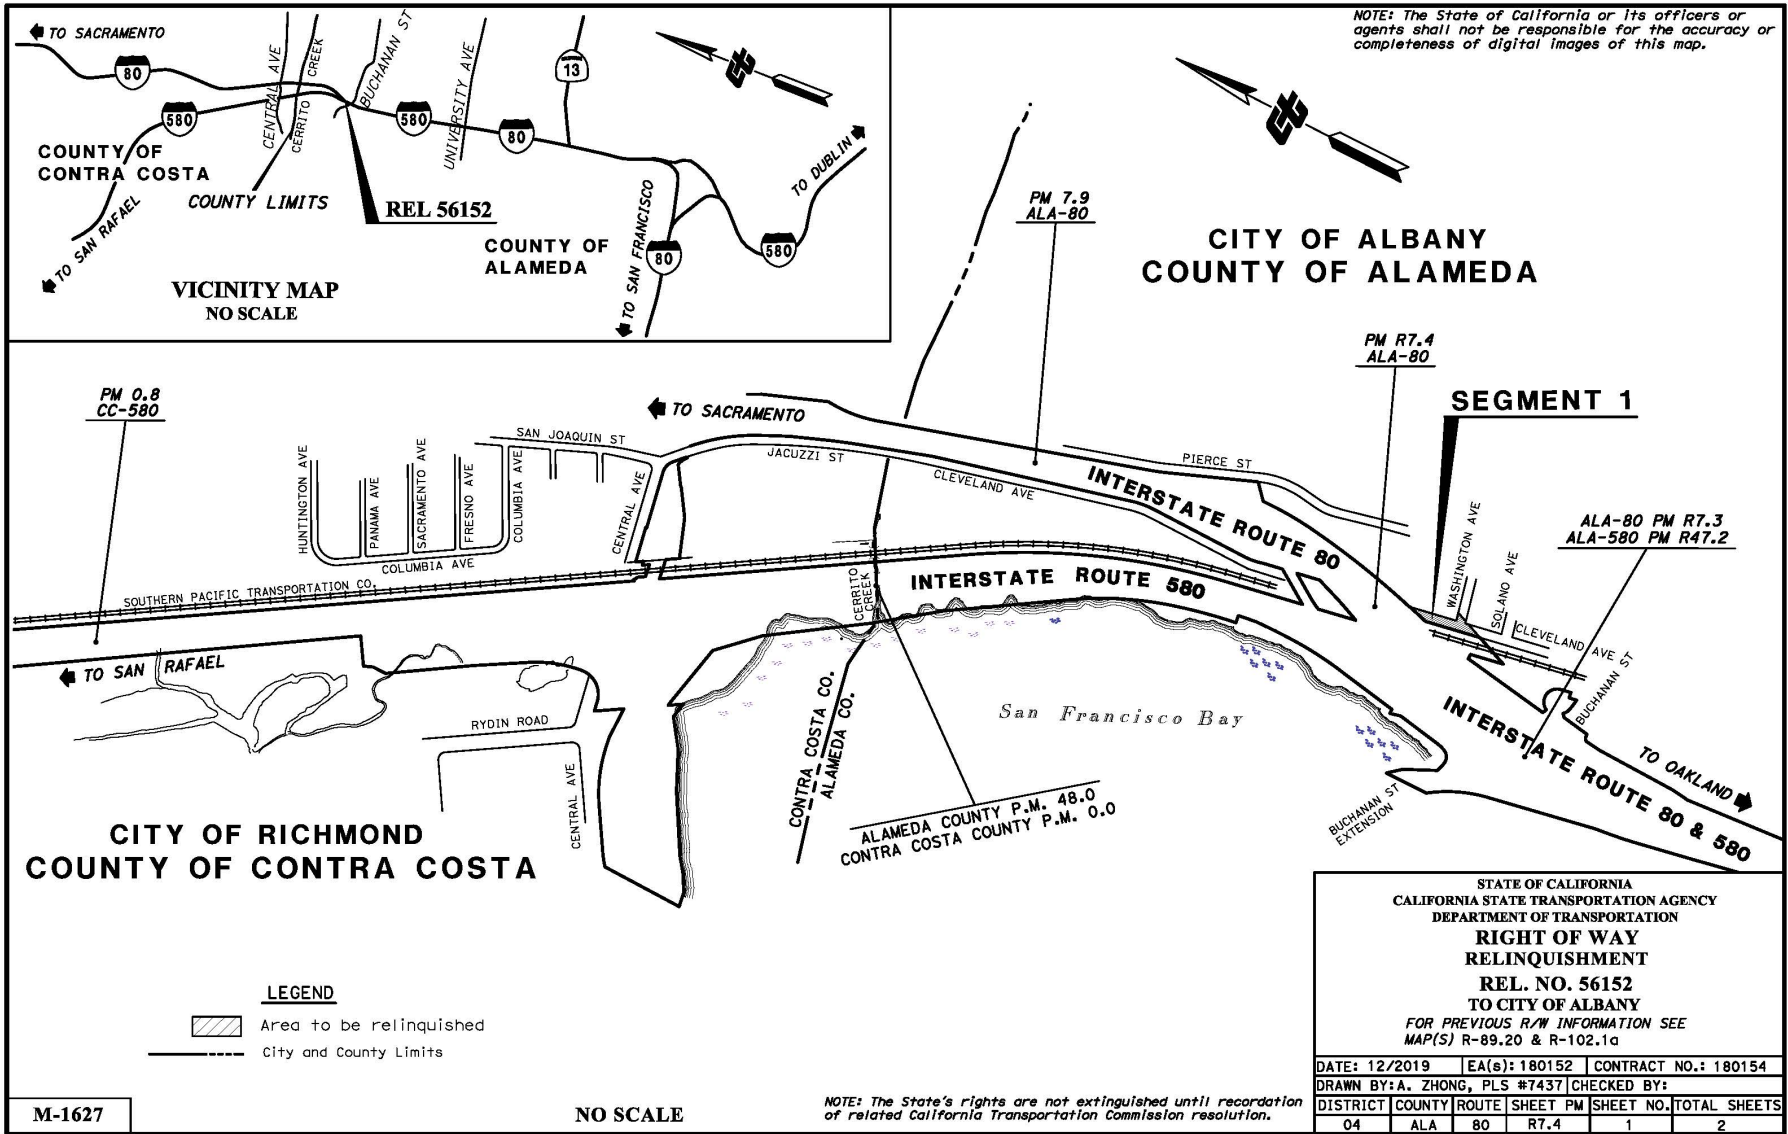 NOTE: The State of California or its officers or
agents shall not be responsible for the accuracy or
completeness of digital images of this map.
TO SACRAMENTO
80
580
CENTRAL AVE
CERRITO CREEK
BUCHANAN ST
580
UNIVERSITY AVE
80
CALIFORNIA
13
COUNTY OF
CONTRA COSTA
COUNTY LIMITS
REL 56152
TO SAN RAFAEL
COUNTY OF
ALAMEDA
TO SAN FRANCISCO
80
580
TO DUBLIN
VICINITY MAP
NO SCALE
PM 7.9
ALA-80
CITY OF ALBANY
COUNTY OF ALAMEDA
PM R7.4
ALA-80
SEGMENT 1
PM 0.8
CC-580
TO SACRAMENTO
SAN JOAQUIN ST
JACUZZI ST
CLEVELAND AVE
PIERCE ST
HUNTINGTON AVE
PANAMA AVE
SACRAMENTO AVE
FRESNO AVE
COLUMBIA AVE
CENTRAL AVE
COLUMBIA AVE
INTERSTATE ROUTE 80
WASHINGTON AVE
SOLANO AVE
ALA-80 PM R7.3
ALA-580 PM R47.2
SOUTHERN PACIFIC TRANSPORTATION CO.
CERRITO
CREEK
INTERSTATE ROUTE 580
CLEVELAND AVE
BUCHANAN ST
TO SAN RAFAEL
RYDIN ROAD
CENTRAL AVE
CONTRA COSTA CO.
ALAMEDA CO.
San Francisco Bay
INTERSTATE ROUTE 80 & 580
TO OAKLAND
BUCHANAN ST
EXTENSION
ALAMEDA COUNTY P.M. 48.0
CONTRA COSTA COUNTY P.M. 0.0
CITY OF RICHMOND
COUNTY OF CONTRA COSTA
LEGEND
Area to be relinquished
City and County Limits
M-1627
NO SCALE
NOTE: The State's rights are not extinguished until recordation
of related California Transportation Commission resolution.
STATE OF CALIFORNIA
CALIFORNIA STATE TRANSPORTATION AGENCY
DEPARTMENT OF TRANSPORTATION
RIGHT OF WAY
RELINQUISHMENT
REL. NO. 56152
TO CITY OF ALBANY
FOR PREVIOUS R/W INFORMATION SEE
MAP(S) R-89.20 & R-102.1a
DATE: 12/2019 EA(s): 180152 CONTRACT NO.: 180154
DRAWN BY: A. ZHONG, PLS #7437 CHECKED BY:
DISTRICT COUNTY ROUTE SHEET PM SHEET NO. TOTAL SHEETS
04 ALA 80 R7.4 1 2